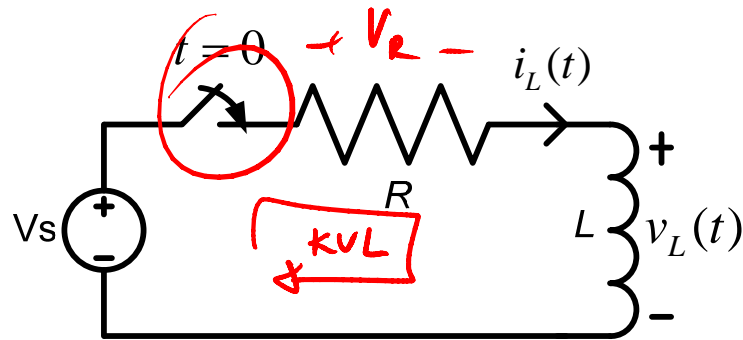 t = 0
+ V_R −
i_L(t)
+
Vs
+
−
R
KVL
L
v_L(t)
−